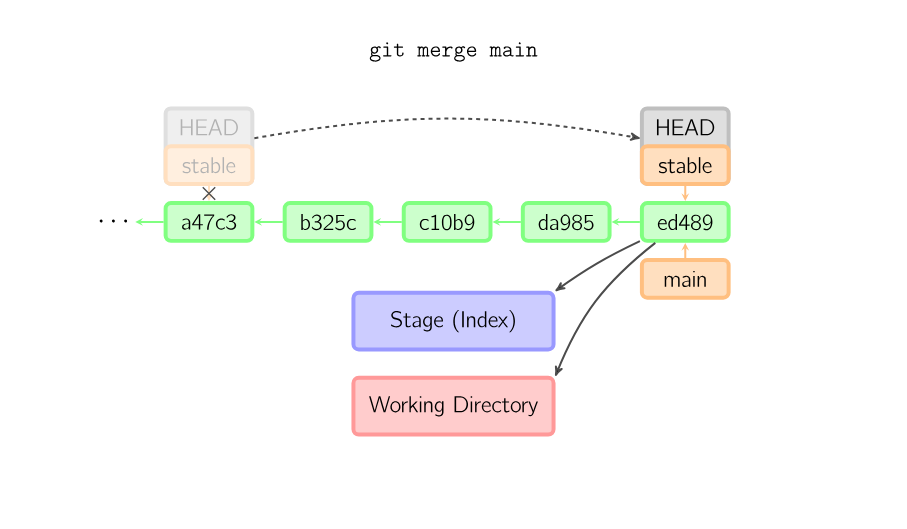 git merge main
HEAD HEAD
stable stable
... a47c3 b325c c10b9 da985 ed489
main
Stage (Index)
Working Directory